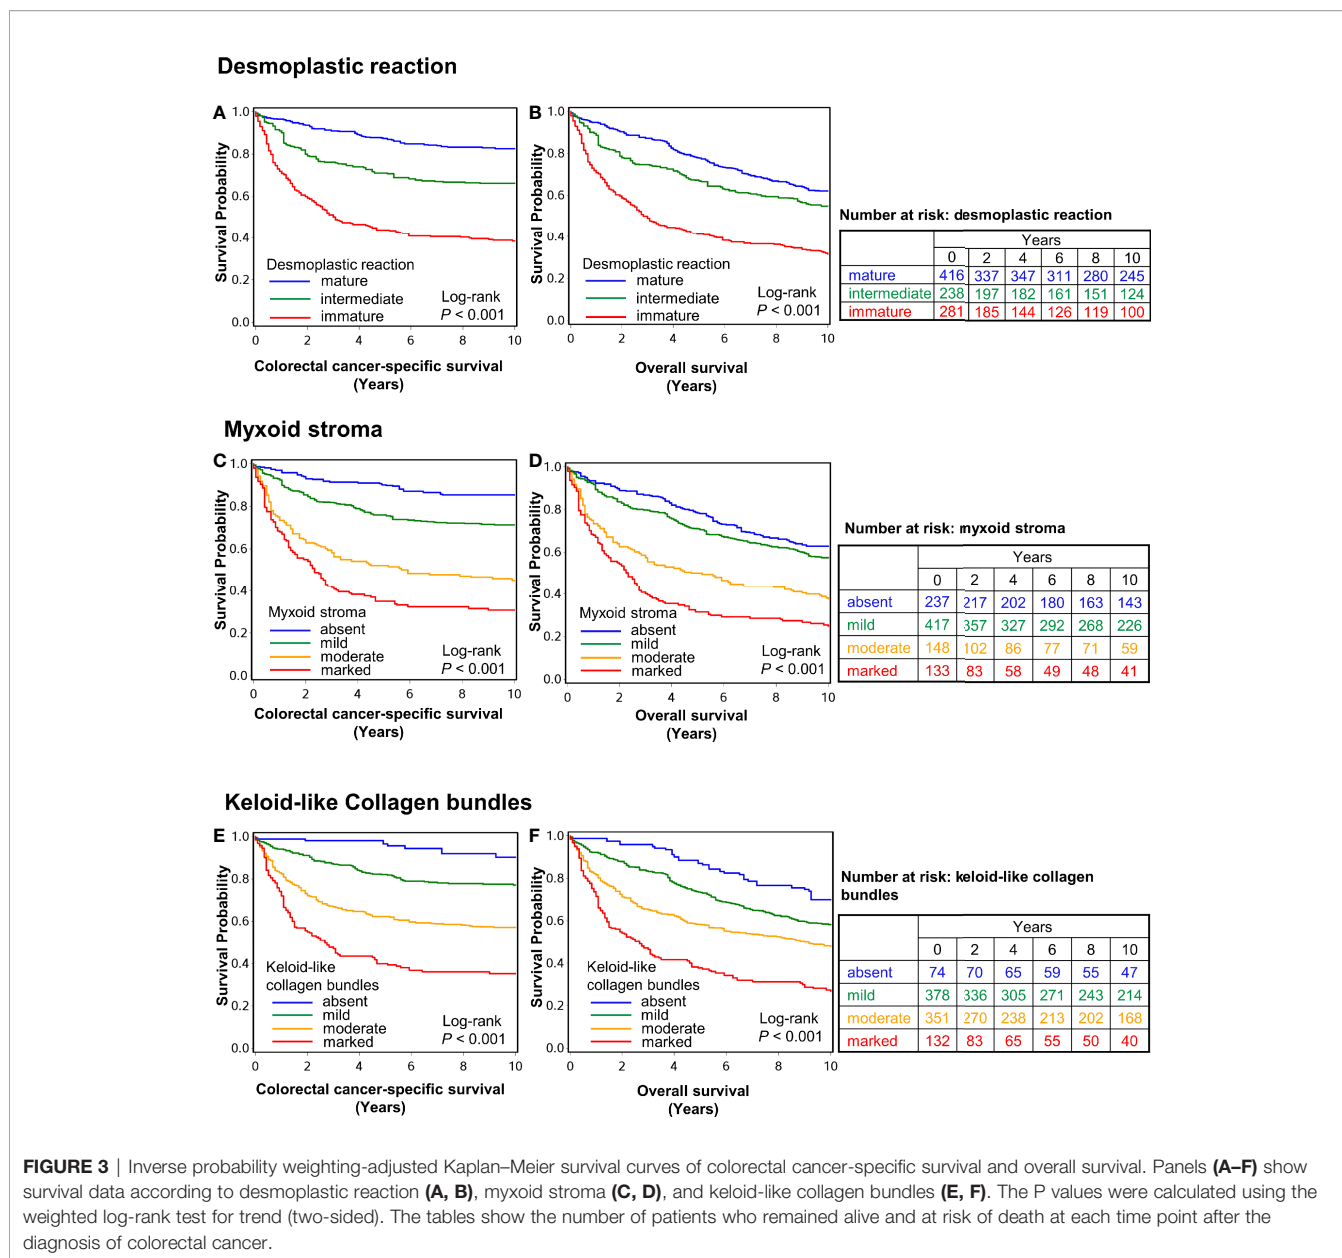 Desmoplastic reaction
A
1.0
0.8
0.6
0.4
0.2
0.0
Survival Probability
Desmoplastic reaction
mature
intermediate
immature
Log-rank
P < 0.001
0 2 4 6 8 10
Colorectal cancer-specific survival
(Years)
B
1.0
0.8
0.6
0.4
0.2
0.0
Survival Probability
Desmoplastic reaction
mature
intermediate
immature
Log-rank
P < 0.001
0 2 4 6 8 10
Overall survival
(Years)
Number at risk: desmoplastic reaction
Years
0 2 4 6 8 10
mature 416 337 347 311 280 245
intermediate 238 197 182 161 151 124
immature 281 185 144 126 119 100
Myxoid stroma
C
1.0
0.8
0.6
0.4
0.2
0.0
Survival Probability
Myxoid stroma
absent
mild
moderate
marked
Log-rank
P < 0.001
0 2 4 6 8 10
Colorectal cancer-specific survival
(Years)
D
1.0
0.8
0.6
0.4
0.2
0.0
Survival Probability
Myxoid stroma
absent
mild
moderate
marked
Log-rank
P < 0.001
0 2 4 6 8 10
Overall survival
(Years)
Number at risk: myxoid stroma
Years
0 2 4 6 8 10
absent 237 217 202 180 163 143
mild 417 357 327 292 268 226
moderate 148 102 86 77 71 59
marked 133 83 58 49 48 41
Keloid-like Collagen bundles
E
1.0
0.8
0.6
0.4
0.2
0.0
Survival Probability
Keloid-like
collagen bundles
absent
mild
moderate
marked
Log-rank
P < 0.001
0 2 4 6 8 10
Colorectal cancer-specific survival
(Years)
F
1.0
0.8
0.6
0.4
0.2
0.0
Survival Probability
Keloid-like
collagen bundles
absent
mild
moderate
marked
Log-rank
P < 0.001
0 2 4 6 8 10
Overall survival
(Years)
Number at risk: keloid-like collagen
bundles
Years
0 2 4 6 8 10
absent 74 70 65 59 55 47
mild 378 336 305 271 243 214
moderate 351 270 238 213 202 168
marked 132 83 65 55 50 40
FIGURE 3 | Inverse probability weighting-adjusted Kaplan–Meier survival curves of colorectal cancer-specific survival and overall survival. Panels (A–F) show
survival data according to desmoplastic reaction (A, B), myxoid stroma (C, D), and keloid-like collagen bundles (E, F). The P values were calculated using the
weighted log-rank test for trend (two-sided). The tables show the number of patients who remained alive and at risk of death at each time point after the
diagnosis of colorectal cancer.